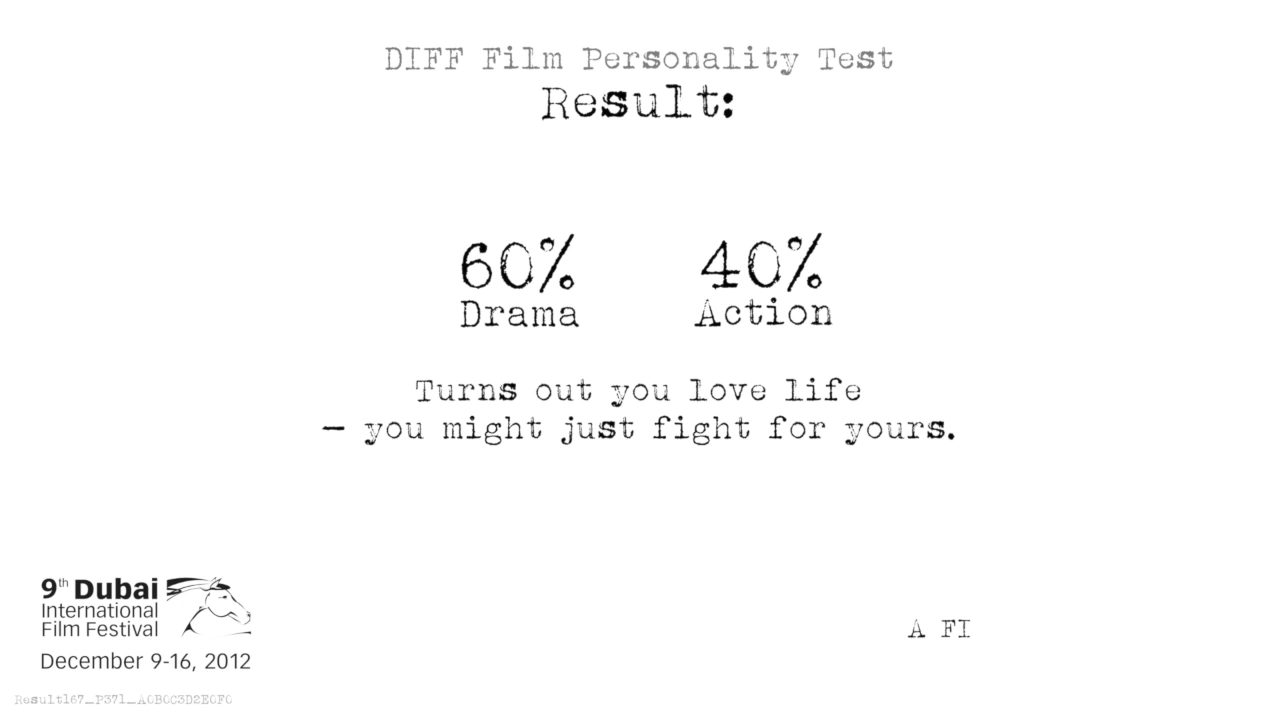 DIFF Film Personality Test
Result:
60% 40%
Drama Action
Turns out you love life
— you might just fight for yours.
9th Dubai
International
Film Festival
December 9-16, 2012
A FI
Result167_P371_A0B0C3D2E0F0